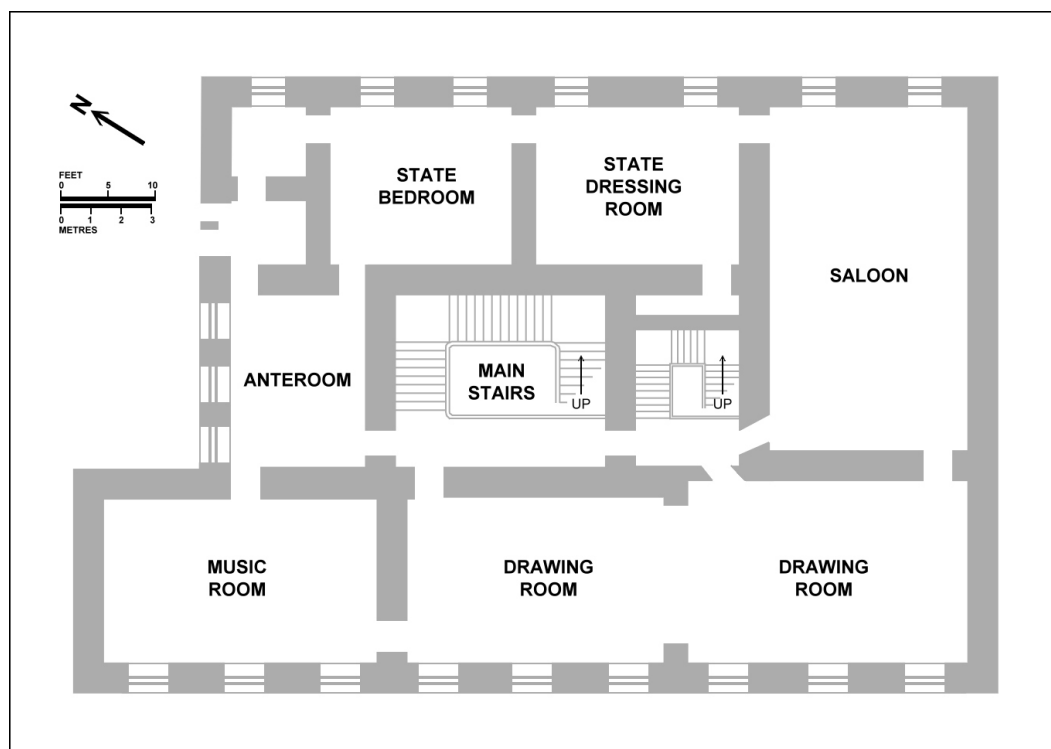 N
FEET
0 5 10
0 1 2 3
METRES
STATE
BEDROOM
STATE
DRESSING
ROOM
SALOON
ANTEROOM
MAIN
STAIRS
UP
UP
MUSIC
ROOM
DRAWING
ROOM
DRAWING
ROOM